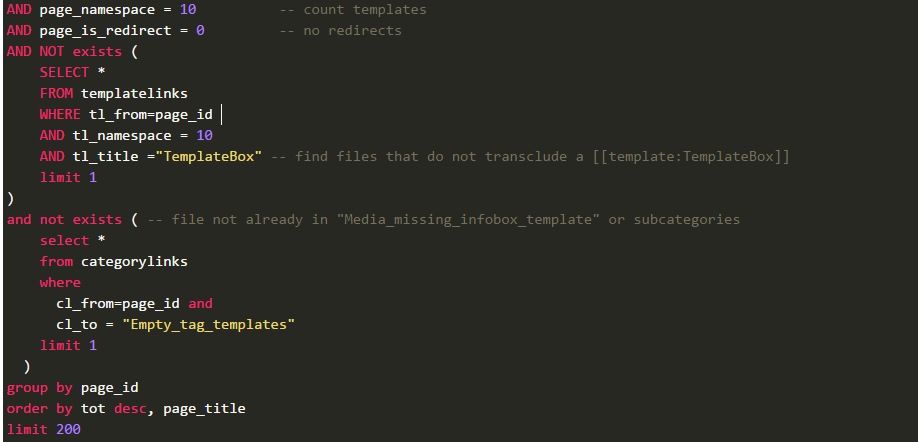 AND page_namespace = 10          -- count templates
AND page_is_redirect = 0         -- no redirects
AND NOT exists (
    SELECT *
    FROM templatelinks
    WHERE tl_from=page_id
    AND tl_namespace = 10
    AND tl_title ="TemplateBox" -- find files that do not transclude a [[template:TemplateBox]]
    limit 1
)
and not exists ( -- file not already in "Media_missing_infobox_template" or subcategories
    select *
    from categorylinks
    where
      cl_from=page_id and
      cl_to = "Empty_tag_templates"
    limit 1
  )
group by page_id
order by tot desc, page_title
limit 200